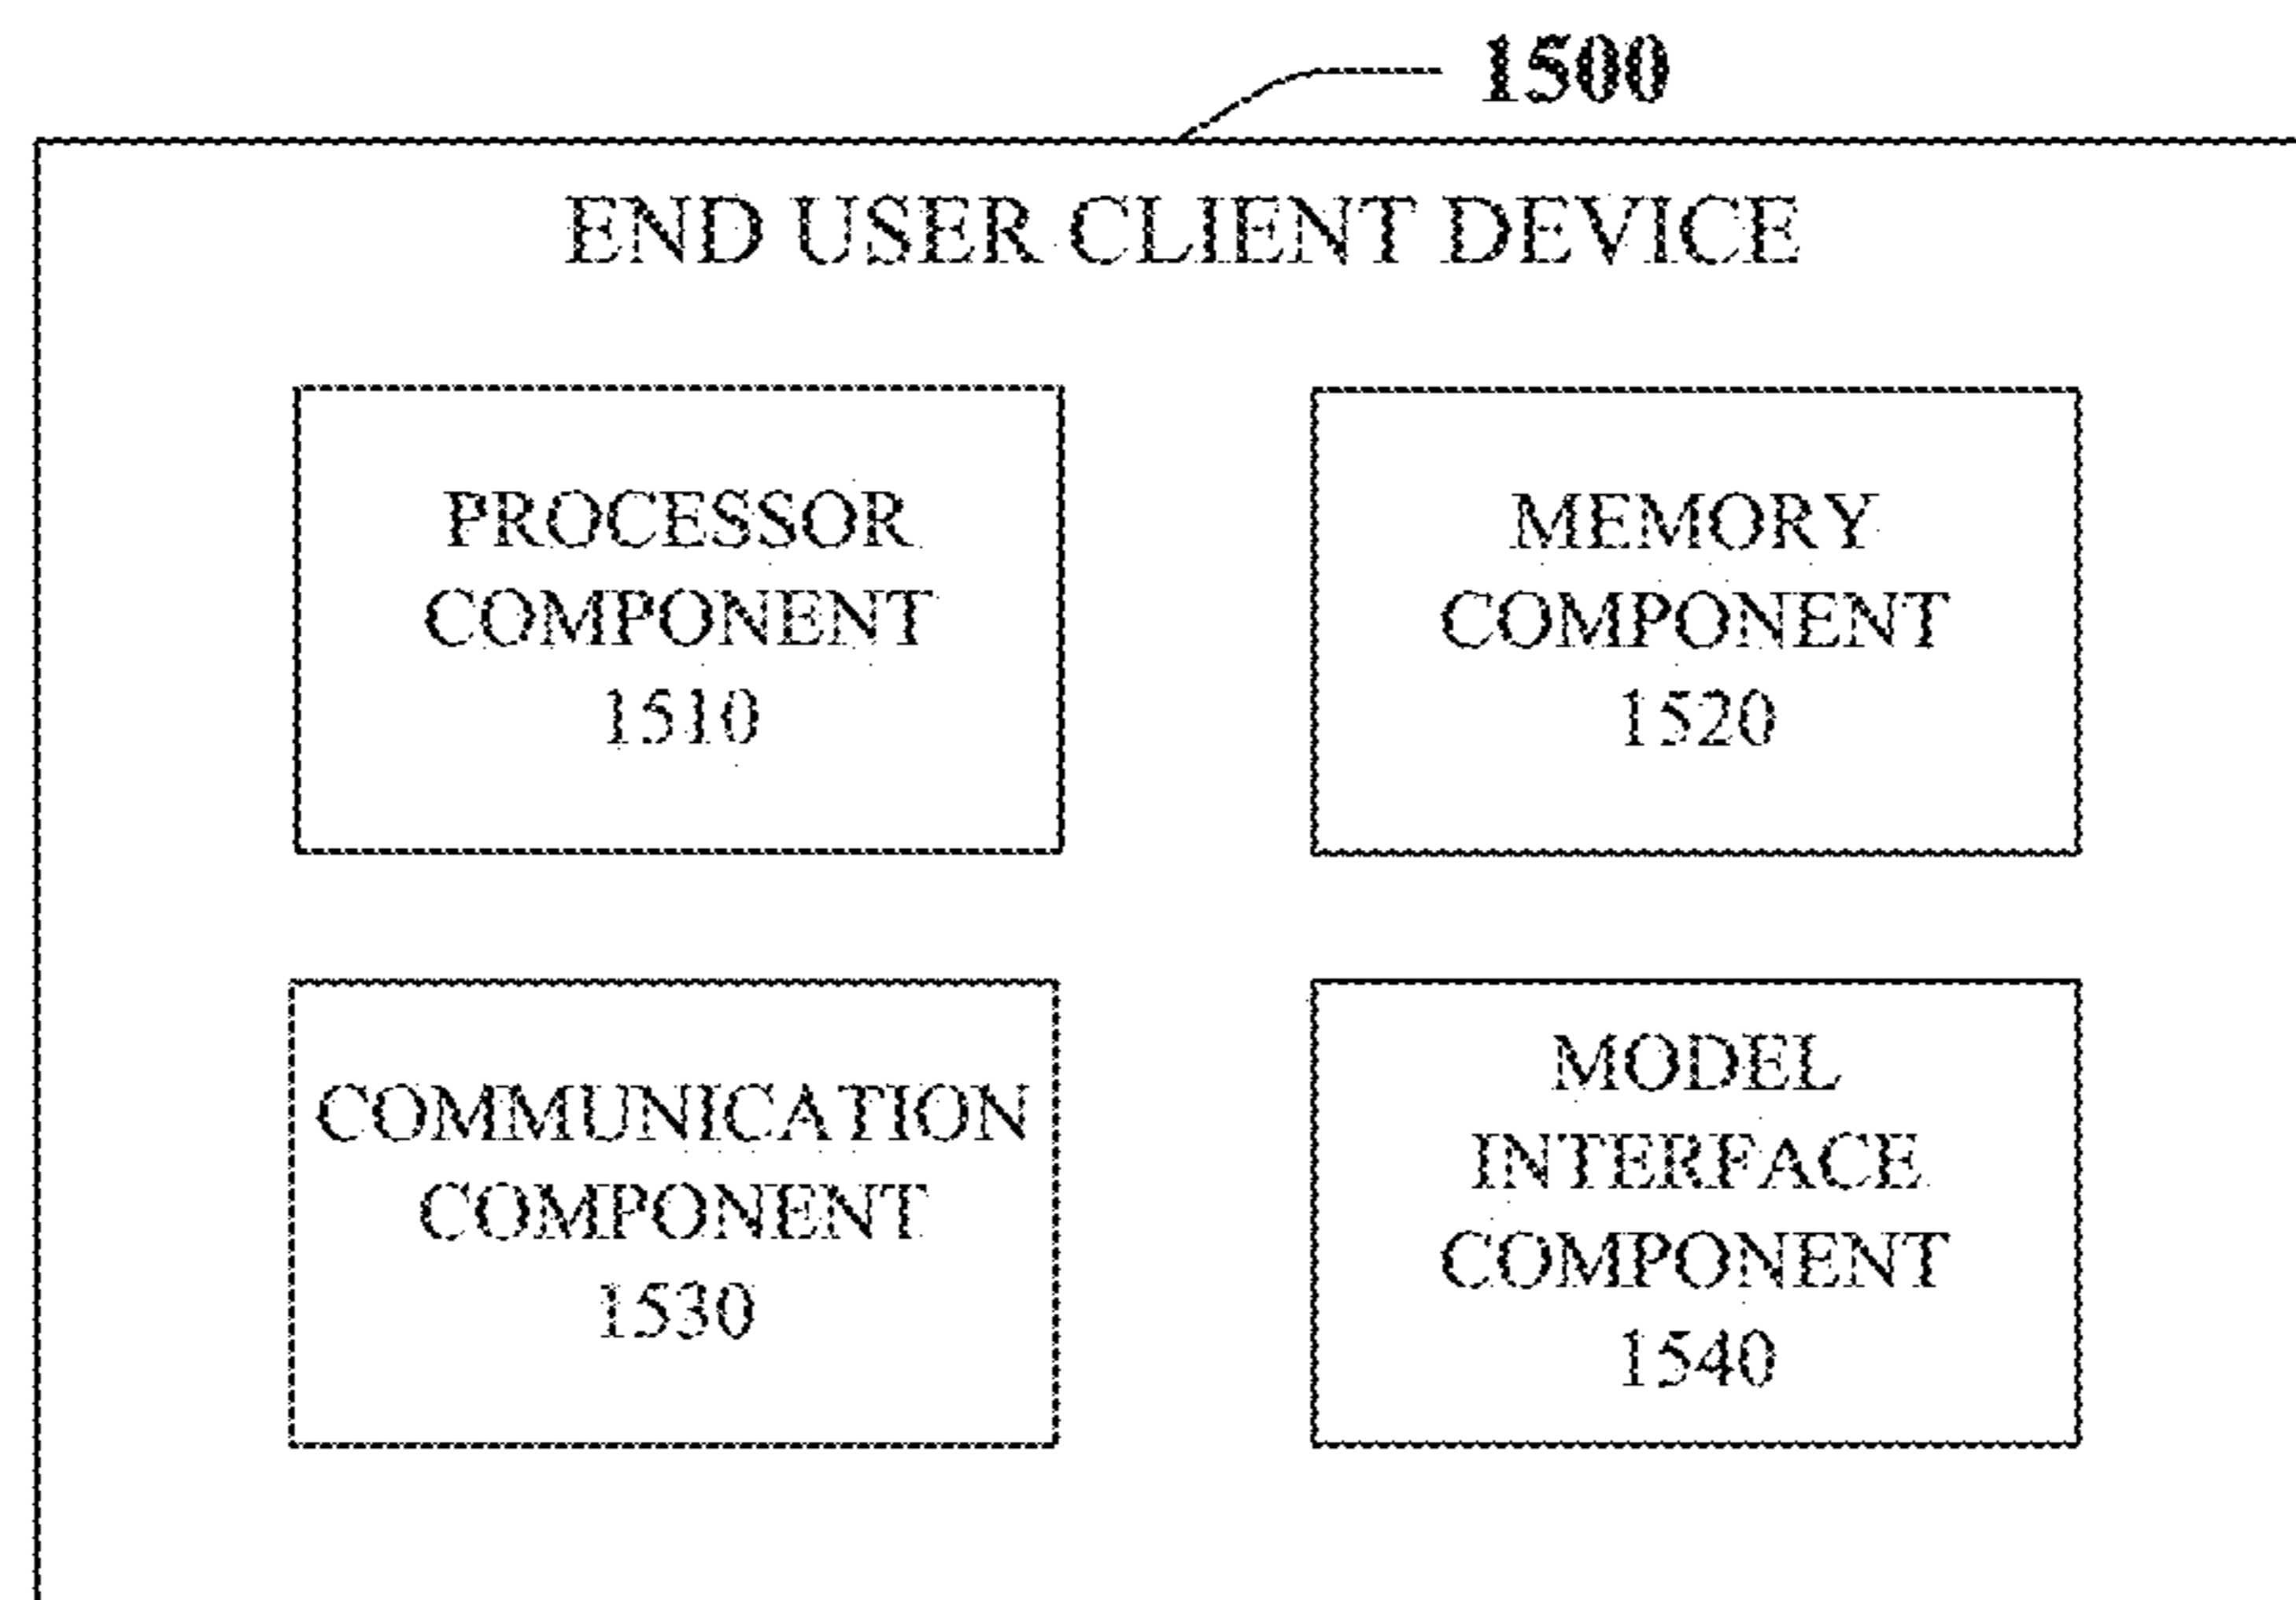 1500
END USER CLIENT DEVICE
PROCESSOR
COMPONENT
1510
MEMORY
COMPONENT
1520
COMMUNICATION
COMPONENT
1530
MODEL
INTERFACE
COMPONENT
1540